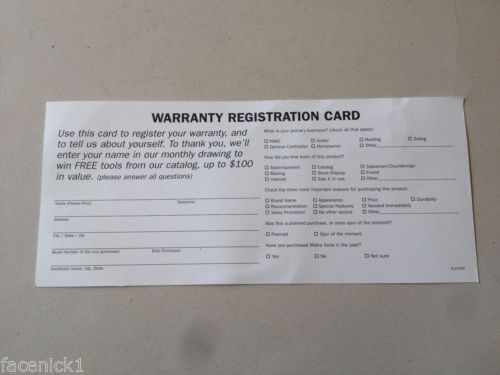 WARRANTY REGISTRATION CARD
Use this card to register your warranty, and
to tell us about yourself. To thank you, we'll
enter your name in our monthly drawing to
win FREE tools from our catalog, up to $100
in value. (please answer all questions)
Name (Please Print) Telephone
Address
City / State / Zip
Model Number of the tool purchased Date Purchased
Distributor Name, City, State
What is your primary business? (check all that apply)
HVAC Gutter Roofing Siding
General Contractor Homeowner Other
How did you first learn of this product?
Advertisement Catalog Salesman/Counterman
Mailing Store Display Friend
Internet Saw it in use Other
Check the three most important reasons for purchasing this product.
Brand Name Appearance Price Durability
Recommendation Special Features Needed Immediately
Sales Promotion No other source Other
Was this a planned purchase, or more spur of the moment?
Planned Spur of the moment
Have you purchased Malco tools in the past?
Yes No Not sure
facenick1